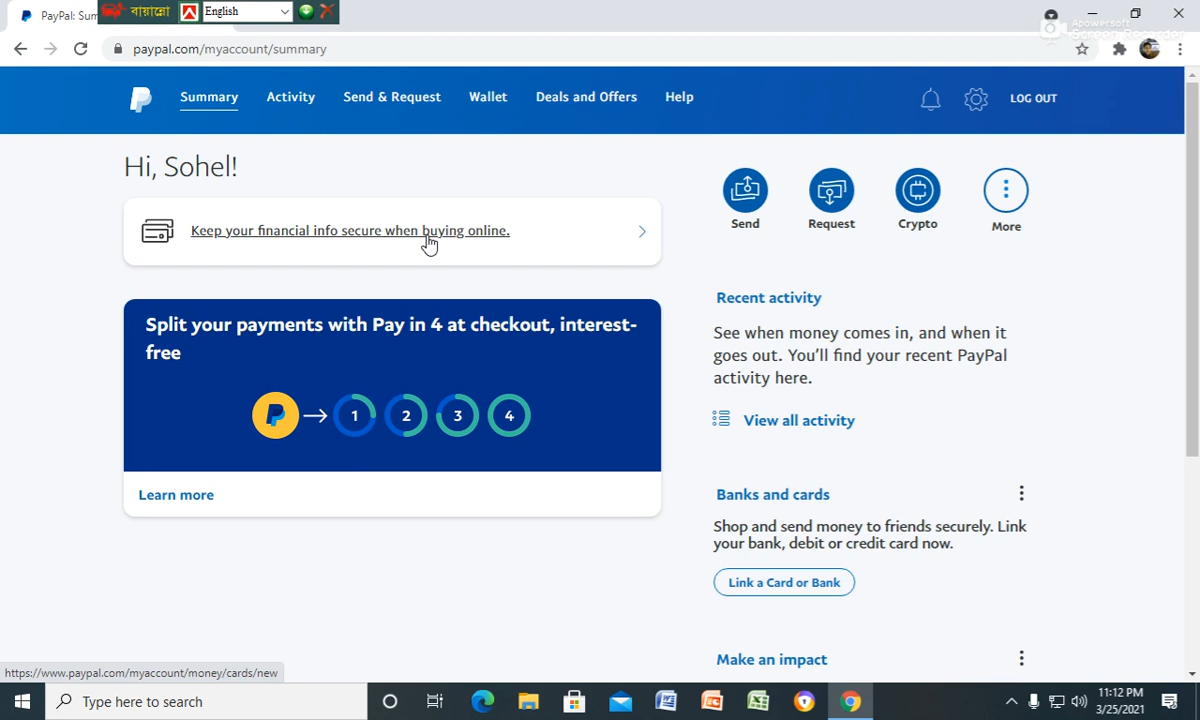 PayPal: Sum
বায়ান্নো
English
Apowersoft
Screen Recorder
paypal.com/myaccount/summary
Summary
Activity
Send & Request
Wallet
Deals and Offers
Help
LOG OUT
Hi, Sohel!
Keep your financial info secure when buying online.
Send
Request
Crypto
More
Split your payments with Pay in 4 at checkout, interest-
free
1
2
3
4
Learn more
Recent activity
See when money comes in, and when it
goes out. You’ll find your recent PayPal
activity here.
View all activity
Banks and cards
Shop and send money to friends securely. Link
your bank, debit or credit card now.
Link a Card or Bank
Make an impact
https://www.paypal.com/myaccount/money/cards/new
Type here to search
11:12 PM
3/25/2021